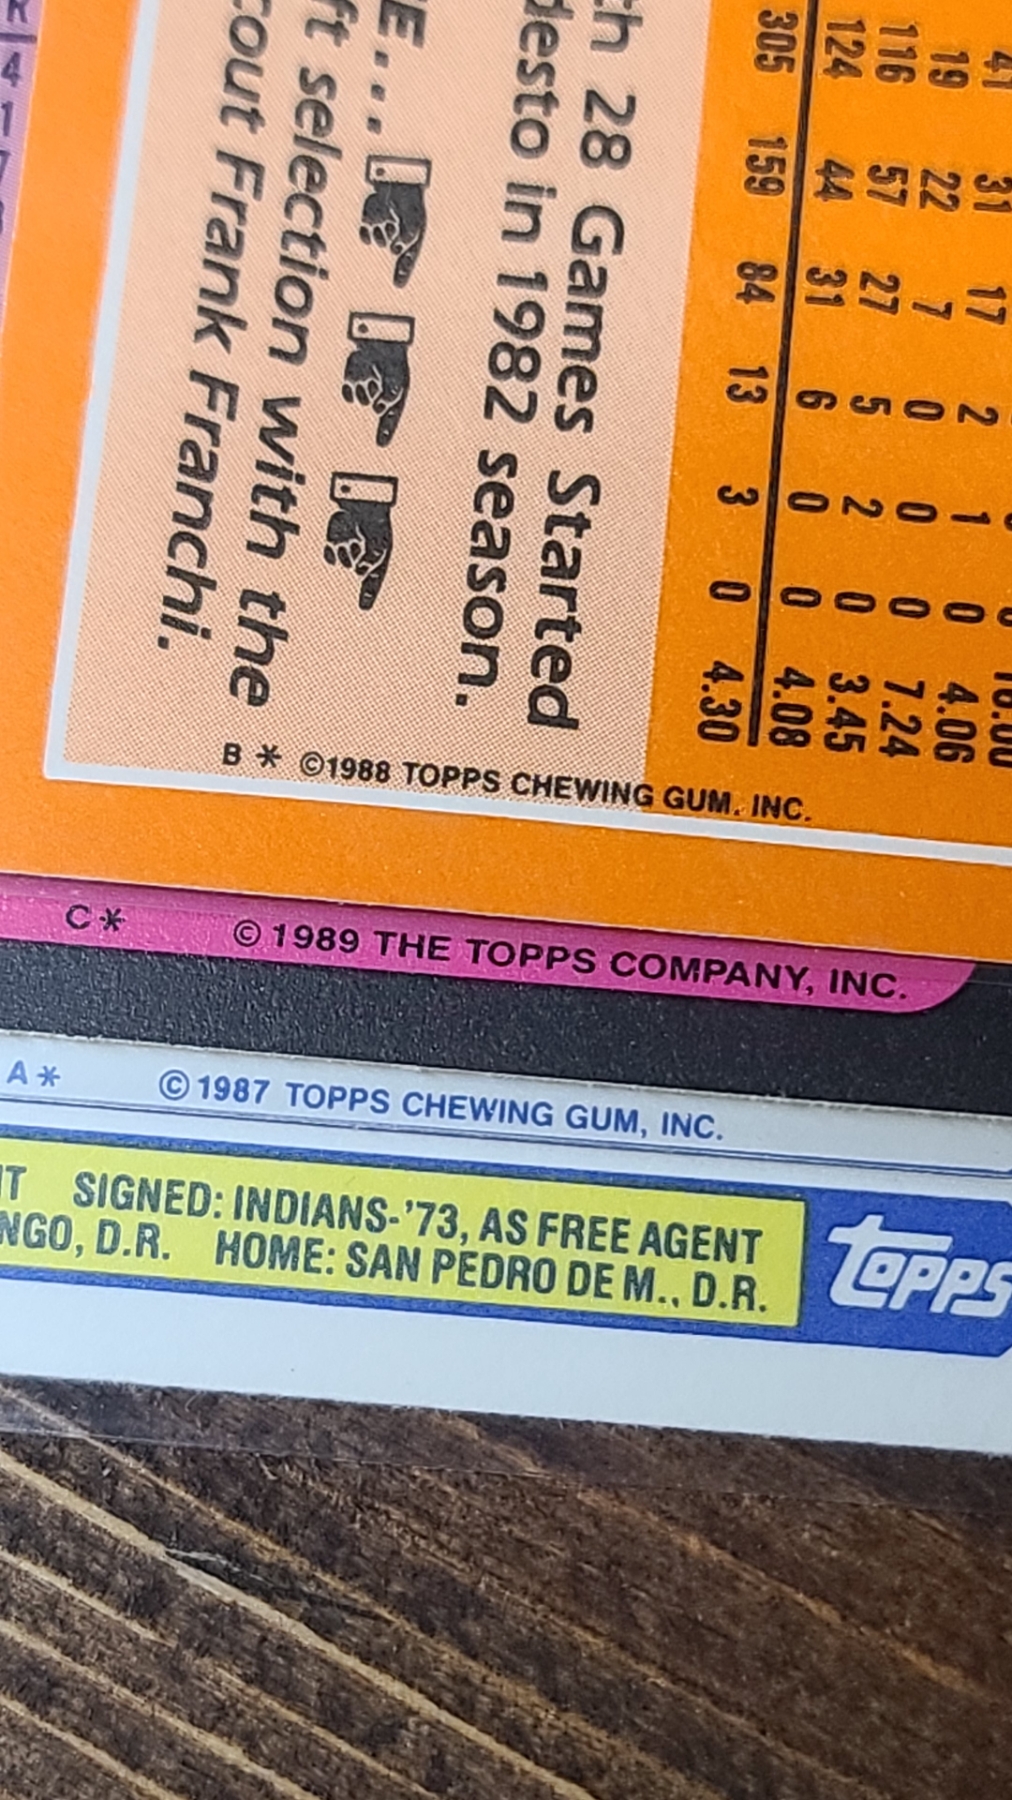 28 Games Started
in 1982 season.
selection with the
Frank Franchi.
305 159 84 13 3 0 4.30
124 44 31 6 0 0 4.08
116 57 27 5 2 0 3.45
19 22 7 0 0 0 7.24
41 31 17 2 1 0 4.06
B * ©1988 TOPPS CHEWING GUM, INC.
C* © 1989 THE TOPPS COMPANY, INC.
A* © 1987 TOPPS CHEWING GUM, INC.
SIGNED: INDIANS-'73, AS FREE AGENT
D.R. HOME: SAN PEDRO DE M., D.R.
topps